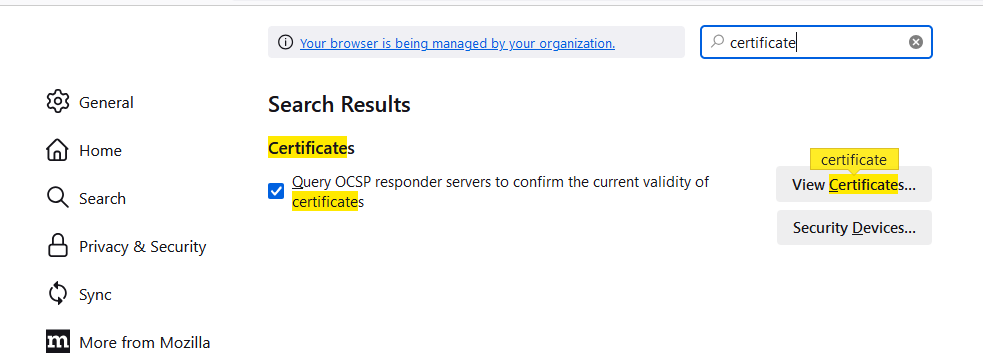 Your browser is being managed by your organization.
certificate
General
Home
Search
Privacy & Security
Sync
More from Mozilla
Search Results
Certificates
Query OCSP responder servers to confirm the current validity of
certificates
certificate
View Certificates...
Security Devices...